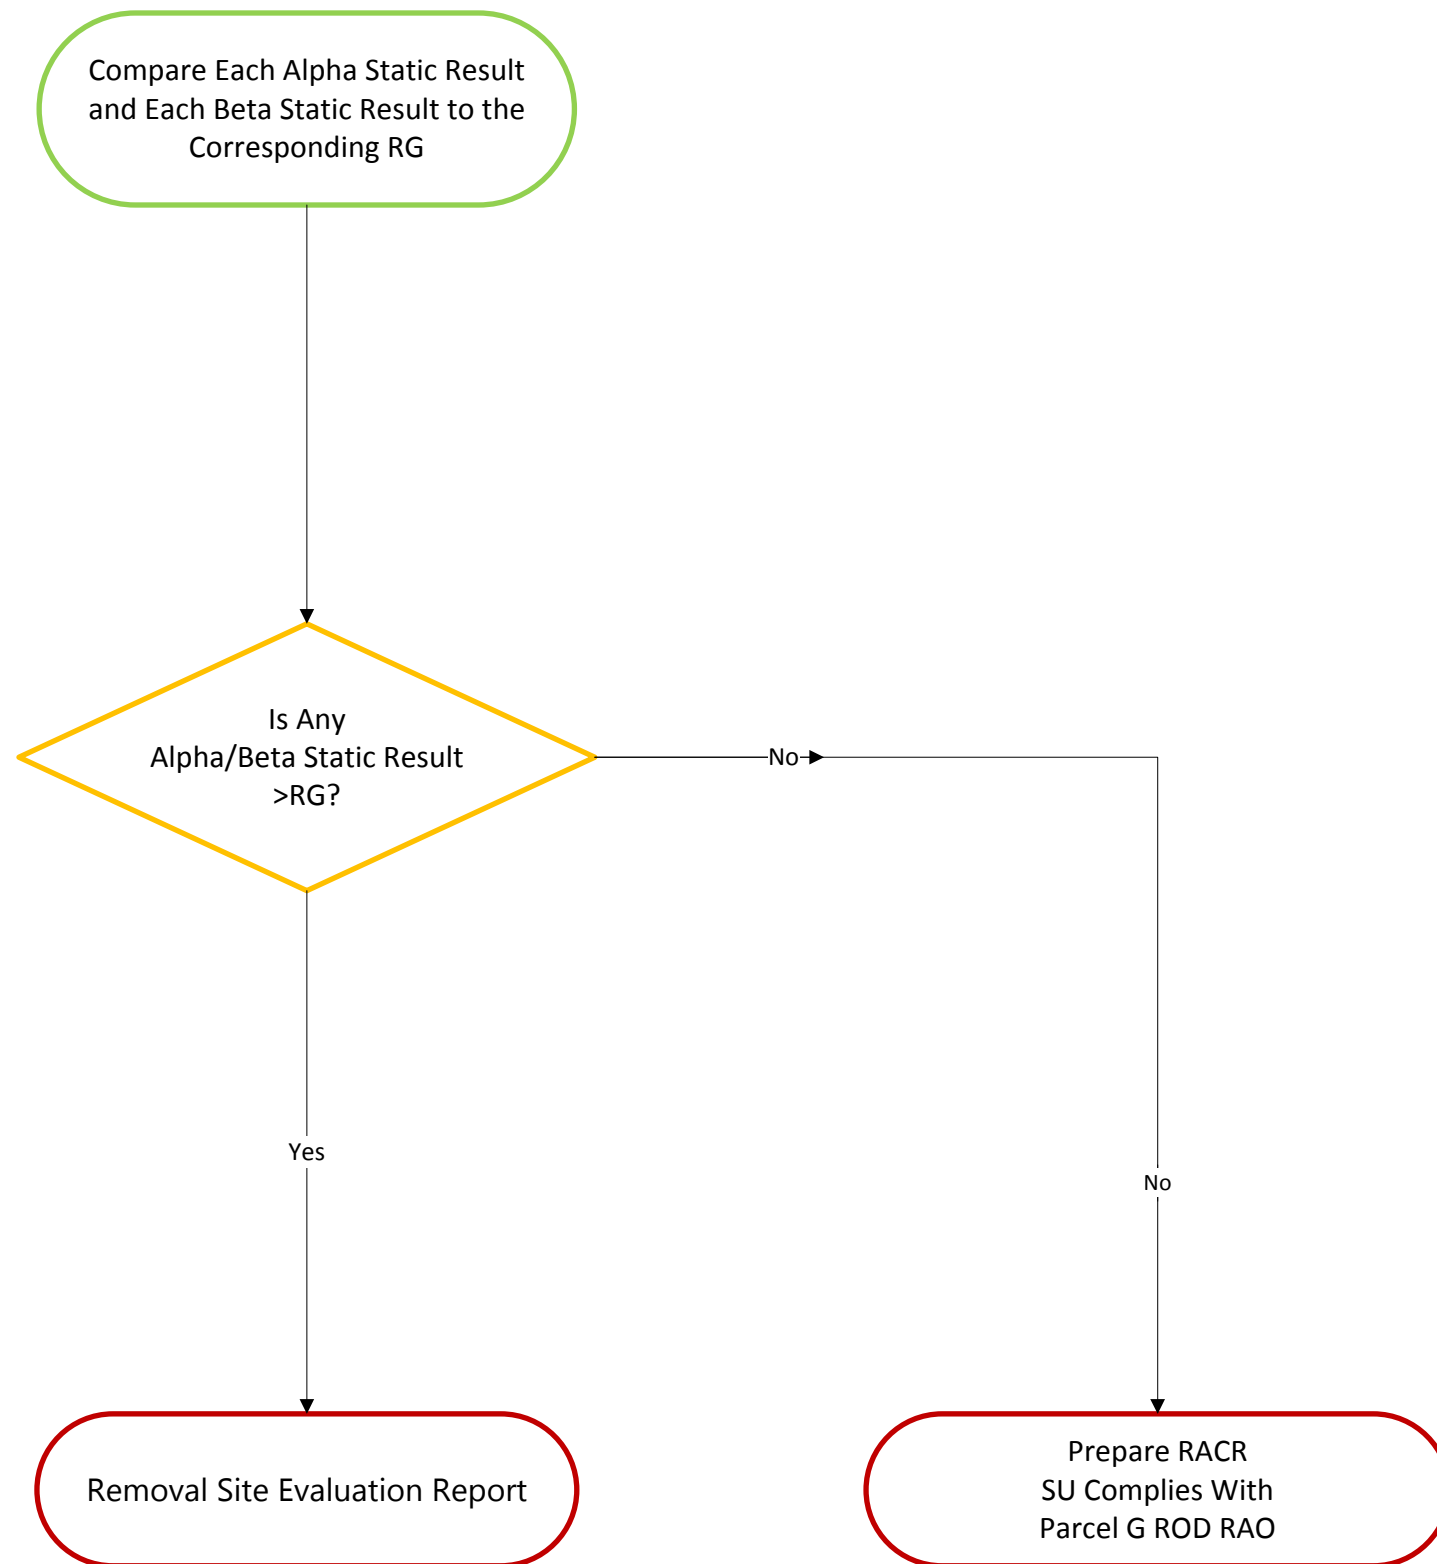 Compare Each Alpha Static Result
and Each Beta Static Result to the
Corresponding RG
Is Any
Alpha/Beta Static Result
>RG?
No
Yes
No
Removal Site Evaluation Report
Prepare RACR
SU Complies With
Parcel G ROD RAO